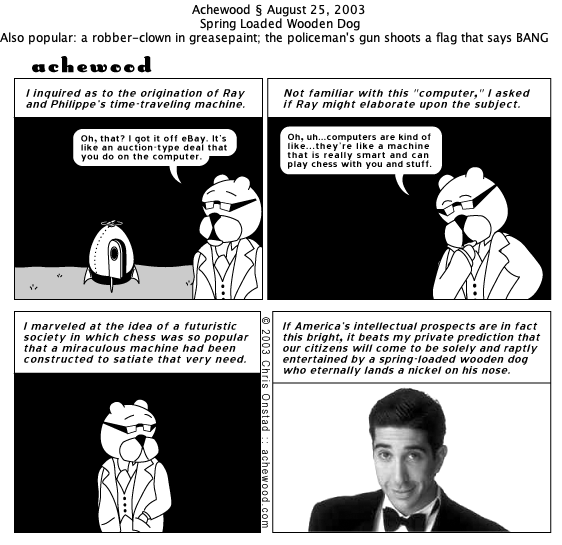 Achewood § August 25, 2003
Spring Loaded Wooden Dog
Also popular: a robber-clown in greasepaint; the policeman's gun shoots a flag that says BANG
achewood
I inquired as to the origination of Ray
and Philippe's time-traveling machine.
Oh, that? I got it off eBay. It's
like an auction-type deal that
you do on the computer.
Not familiar with this "computer," I asked
if Ray might elaborate upon the subject.
Oh, uh...computers are kind of
like...they're like a machine
that is really smart and can
play chess with you and stuff.
I marveled at the idea of a futuristic
society in which chess was so popular
that a miraculous machine had been
constructed to satiate that very need.
© 2003 Chris Onstad :: achewood.com
If America's intellectual prospects are in fact
this bright, it beats my private prediction that
our citizens will come to be solely and raptly
entertained by a spring-loaded wooden dog
who eternally lands a nickel on his nose.